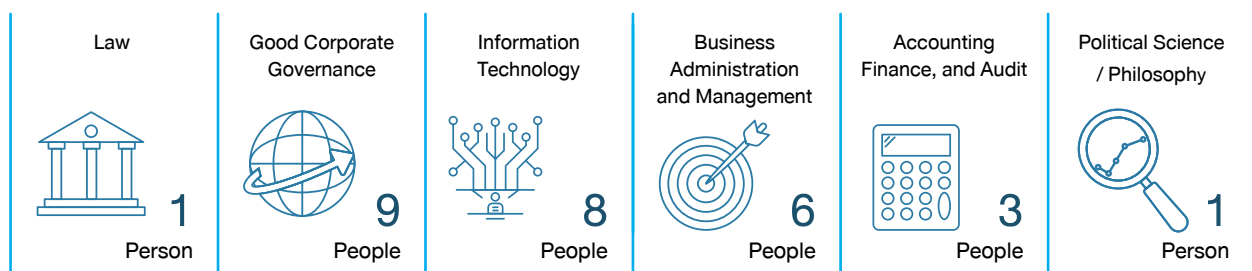 Law
1
Person
Good Corporate
Governance
9
People
Information
Technology
8
People
Business
Administration
and Management
6
People
Accounting
Finance, and Audit
3
People
Political Science
/ Philosophy
1
Person